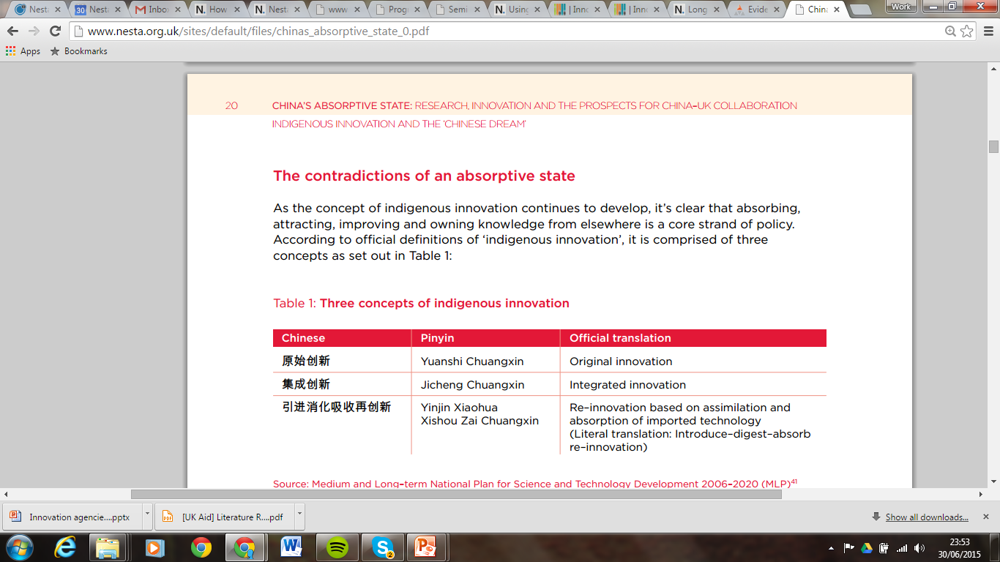 Nesta
Nesta
Inbo
How
Nesta
www
Progr
Semi
Using
Inno
Inno
Long
Evide
China
Work
www.nesta.org.uk/sites/default/files/chinas_absorptive_state_0.pdf
Apps
Bookmarks
20 CHINA'S ABSORPTIVE STATE: RESEARCH, INNOVATION AND THE PROSPECTS FOR CHINA–UK COLLABORATION
INDIGENOUS INNOVATION AND THE 'CHINESE DREAM'
The contradictions of an absorptive state
As the concept of indigenous innovation continues to develop, it's clear that absorbing,
attracting, improving and owning knowledge from elsewhere is a core strand of policy.
According to official definitions of 'indigenous innovation', it is comprised of three
concepts as set out in Table 1:
Table 1: Three concepts of indigenous innovation
Chinese Pinyin Official translation
原始创新 Yuanshi Chuangxin Original innovation
集成创新 Jicheng Chuangxin Integrated innovation
引进消化吸收再创新 Yinjin Xiaohua Re–innovation based on assimilation and
Xishou Zai Chuangxin absorption of imported technology
(Literal translation: Introduce–digest–absorb
re–innovation)
Source: Medium and Long–term National Plan for Science and Technology Development 2006–2020 (MLP)41
Innovation agencie....pptx
[UK Aid] Literature R....pdf
Show all downloads...
23:53
30/06/2015